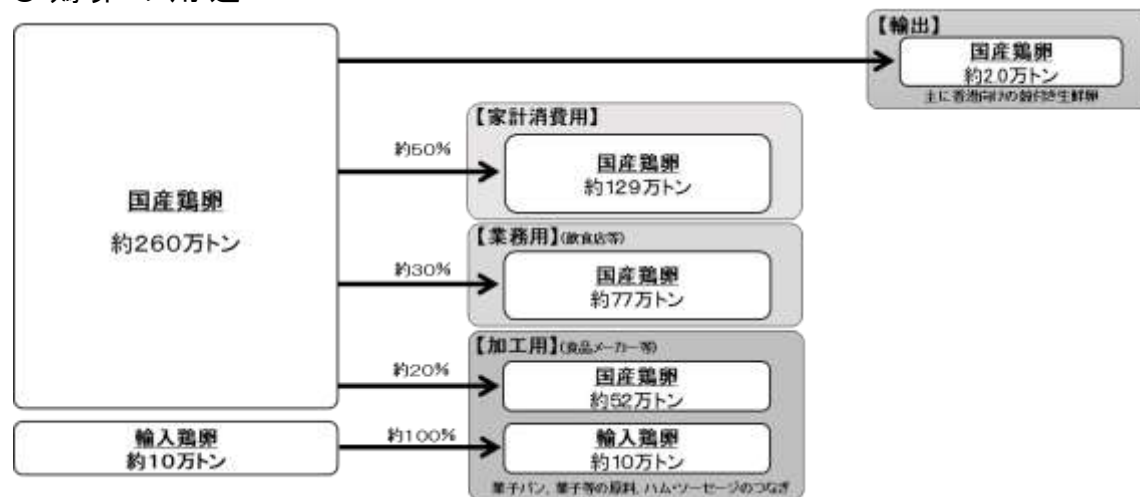 国産鶏卵
約260万トン
輸入鶏卵
約10万トン
【輸出】
国産鶏卵
約2.0万トン
主に香港向けの殻付き生鮮卵
約50%
【家計消費用】
国産鶏卵
約129万トン
約30%
【業務用】(飲食店等)
国産鶏卵
約77万トン
約20%
【加工用】(食品メーカー等)
国産鶏卵
約52万トン
約100%
輸入鶏卵
約10万トン
菓子パン、菓子等の原料、ハム・ソーセージのつなぎ